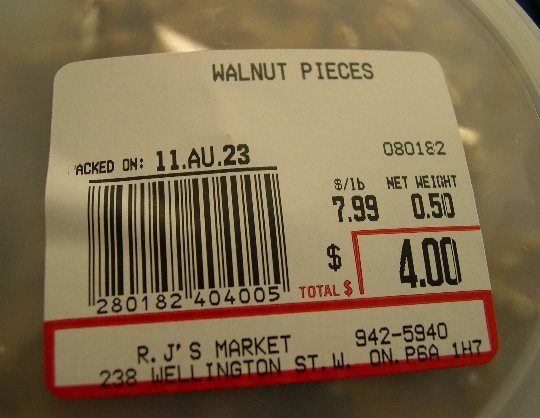 WALNUT PIECES
ACKED ON: 11.AU.23
080182
$/lb NET WEIGHT
7.99 0.50
$ 4.00
TOTAL $
280182 404005
R.J'S MARKET 942-5940
238 WELLINGTON ST.W. ON.P6A 1H7